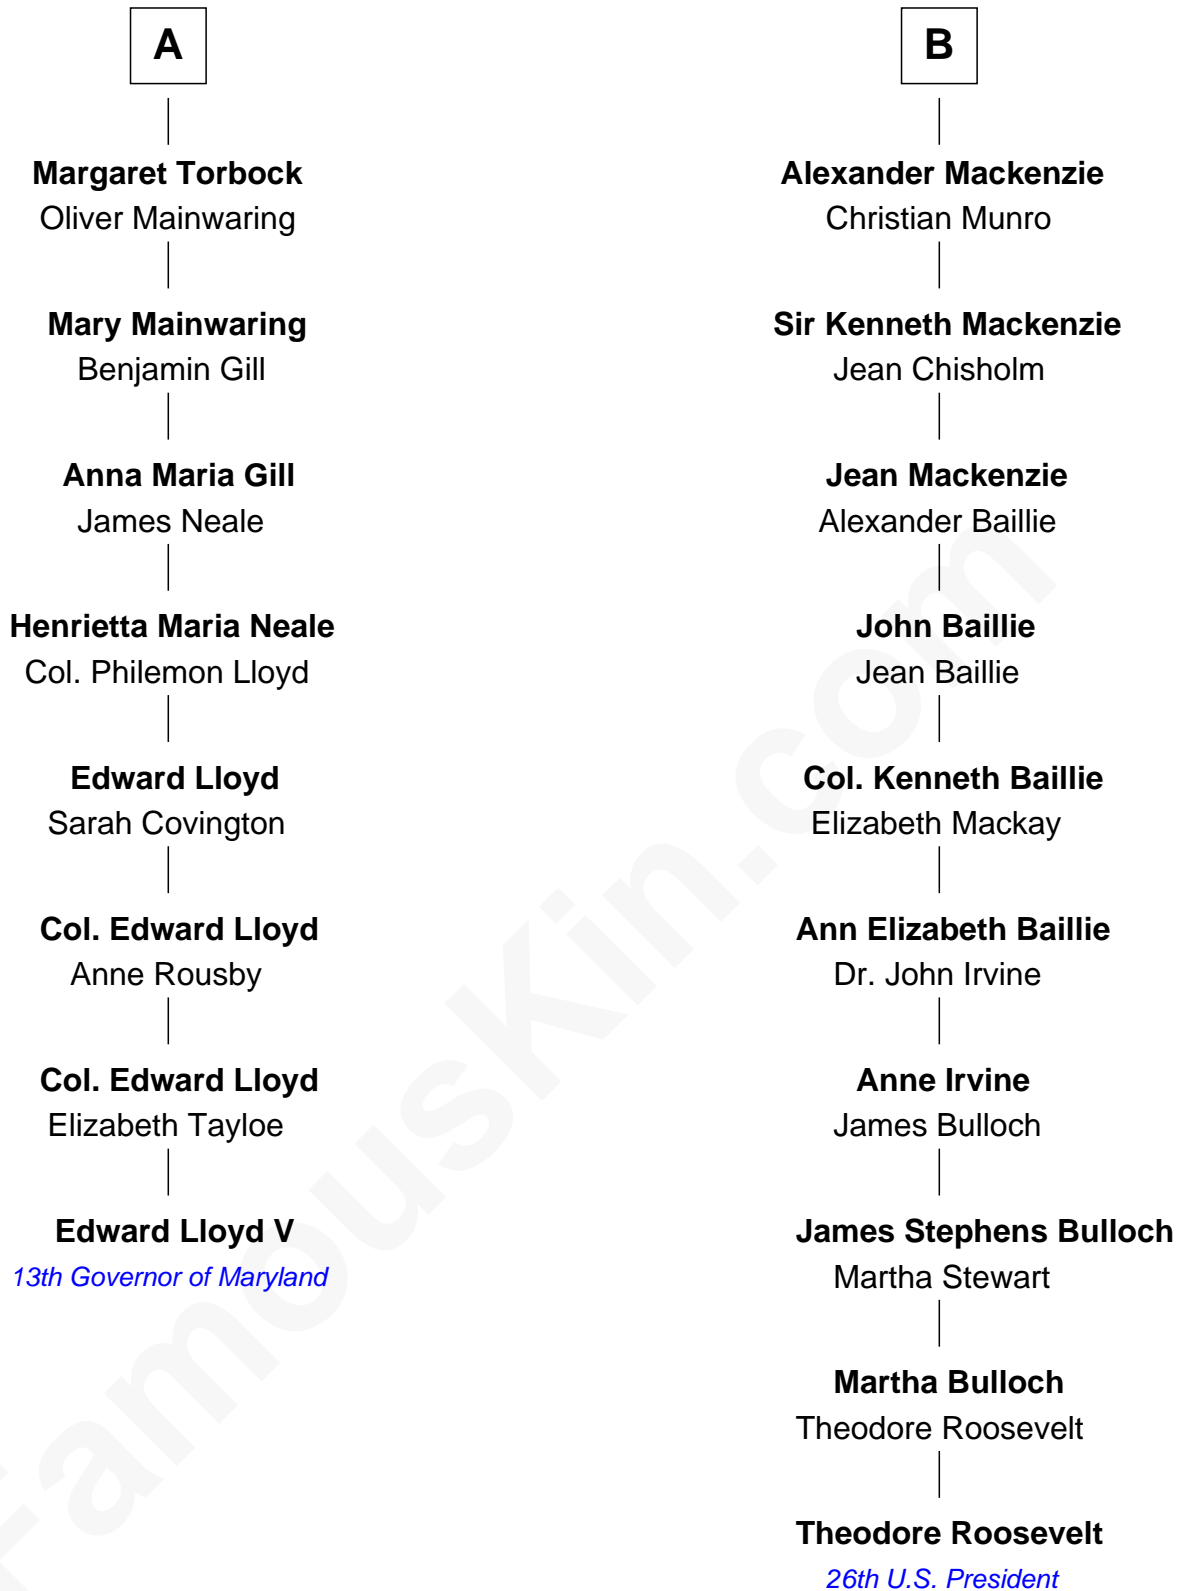 A
Margaret Torbock
Oliver Mainwaring
Mary Mainwaring
Benjamin Gill
Anna Maria Gill
James Neale
Henrietta Maria Neale
Col. Philemon Lloyd
Edward Lloyd
Sarah Covington
Col. Edward Lloyd
Anne Rousby
Col. Edward Lloyd
Elizabeth Tayloe
Edward Lloyd V
13th Governor of Maryland
B
Alexander Mackenzie
Christian Munro
Sir Kenneth Mackenzie
Jean Chisholm
Jean Mackenzie
Alexander Baillie
John Baillie
Jean Baillie
Col. Kenneth Baillie
Elizabeth Mackay
Ann Elizabeth Baillie
Dr. John Irvine
Anne Irvine
James Bulloch
James Stephens Bulloch
Martha Stewart
Martha Bulloch
Theodore Roosevelt
Theodore Roosevelt
26th U.S. President
FamousKin.com